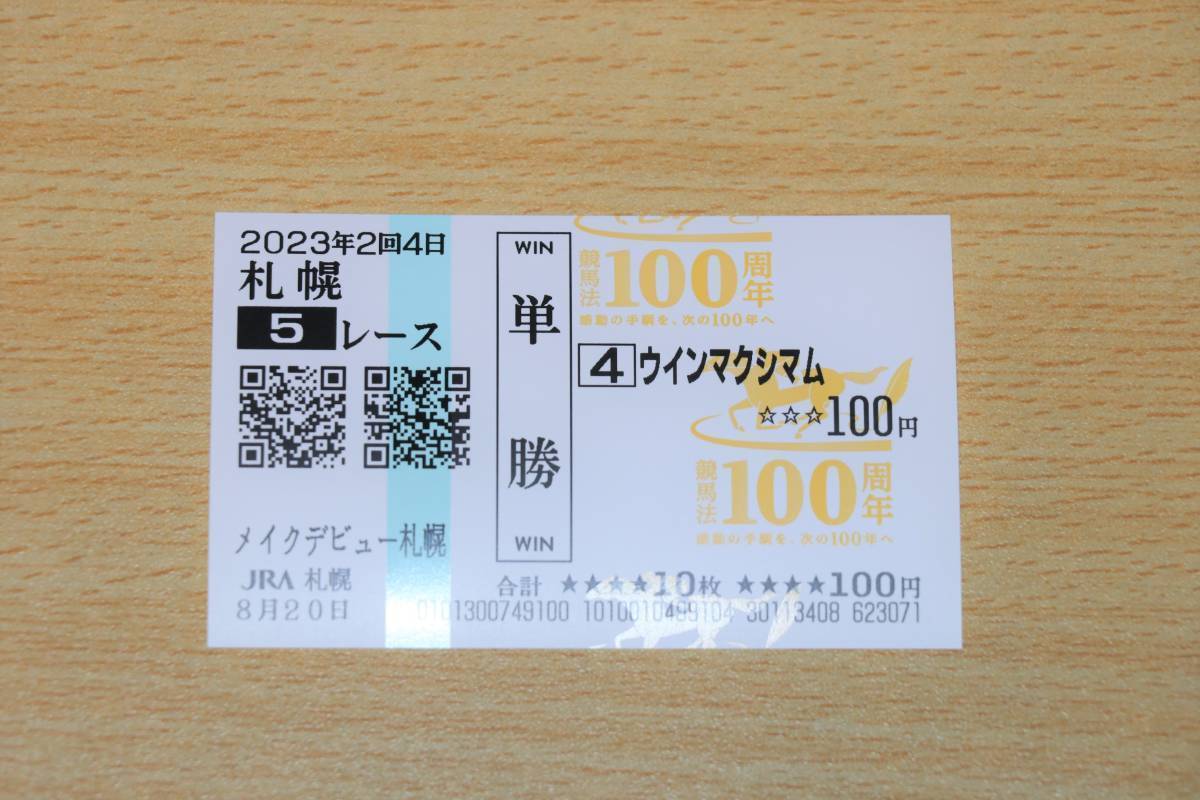 2023年2回4日
札幌
5レース
メイクデビュー札幌
JRA 札幌
8月20日
WIN
単勝
WIN
競馬法100周年
感動の手綱を、次の100年へ
4 ウインマクシマム
☆☆☆100円
競馬法100周年
感動の手綱を、次の100年へ
合計 ★★★★10枚 ★★★★100円
0101300749100 1010010499104 30113408 623071